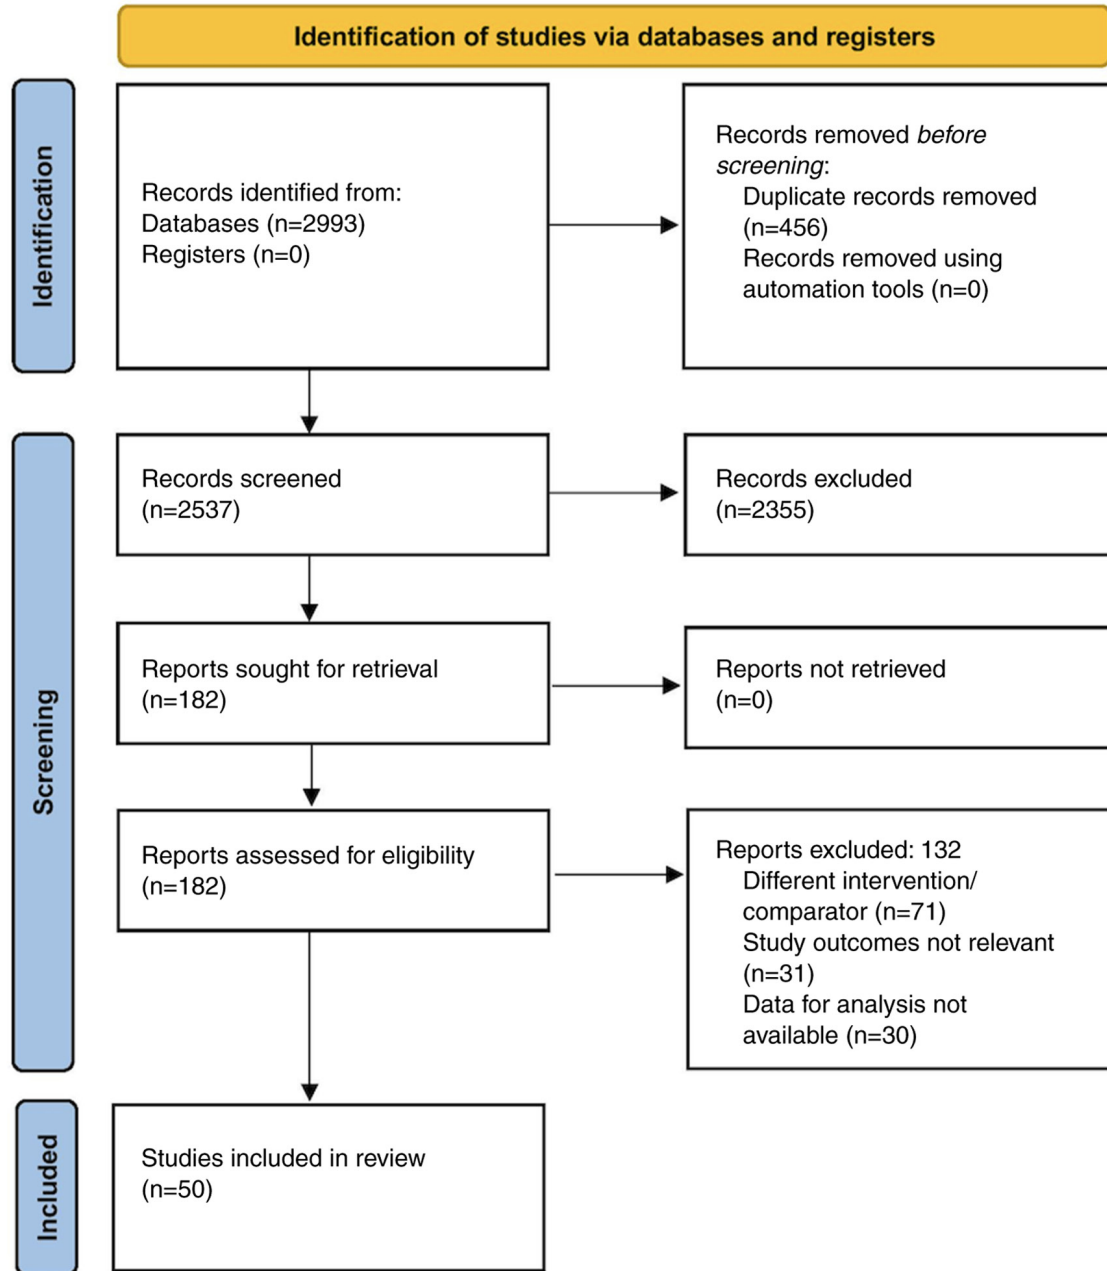 Identification of studies via databases and registers
Identification
Records identified from:
Databases (n=2993)
Registers (n=0)
Records removed before
screening:
Duplicate records removed
(n=456)
Records removed using
automation tools (n=0)
Screening
Records screened
(n=2537)
Records excluded
(n=2355)
Reports sought for retrieval
(n=182)
Reports not retrieved
(n=0)
Reports assessed for eligibility
(n=182)
Reports excluded: 132
Different intervention/
comparator (n=71)
Study outcomes not relevant
(n=31)
Data for analysis not
available (n=30)
Included
Studies included in review
(n=50)